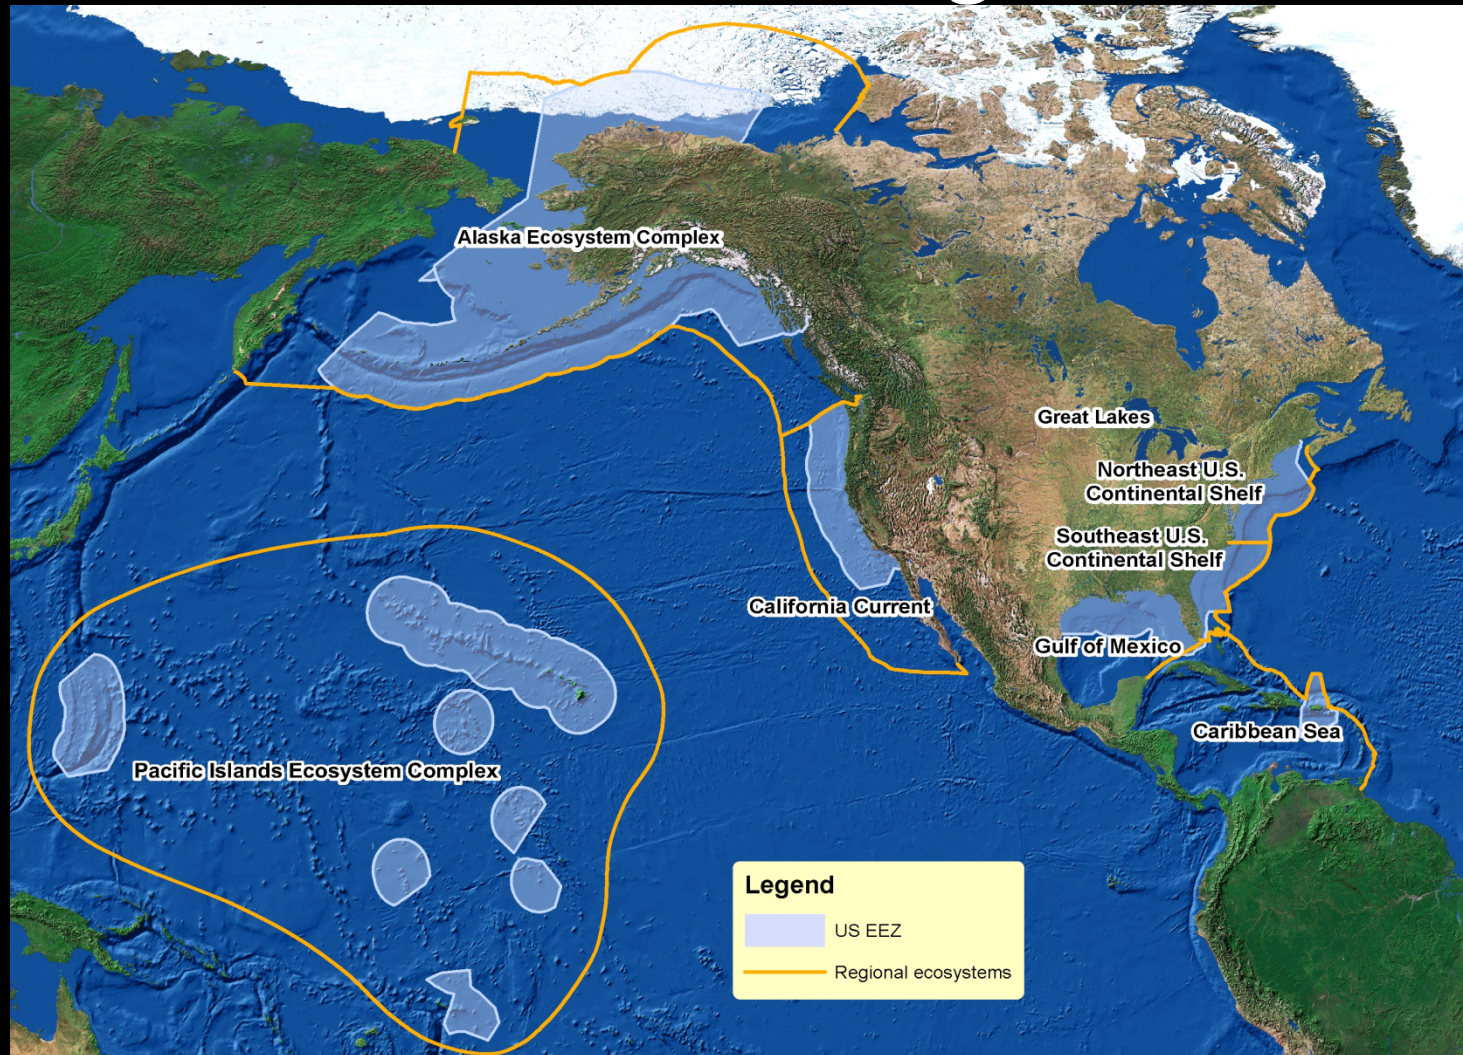 Alaska Ecosystem Complex
Great Lakes
Northeast U.S.
Continental Shelf
Southeast U.S.
Continental Shelf
California Current
Gulf of Mexico
Caribbean Sea
Pacific Islands Ecosystem Complex
Legend
US EEZ
Regional ecosystems